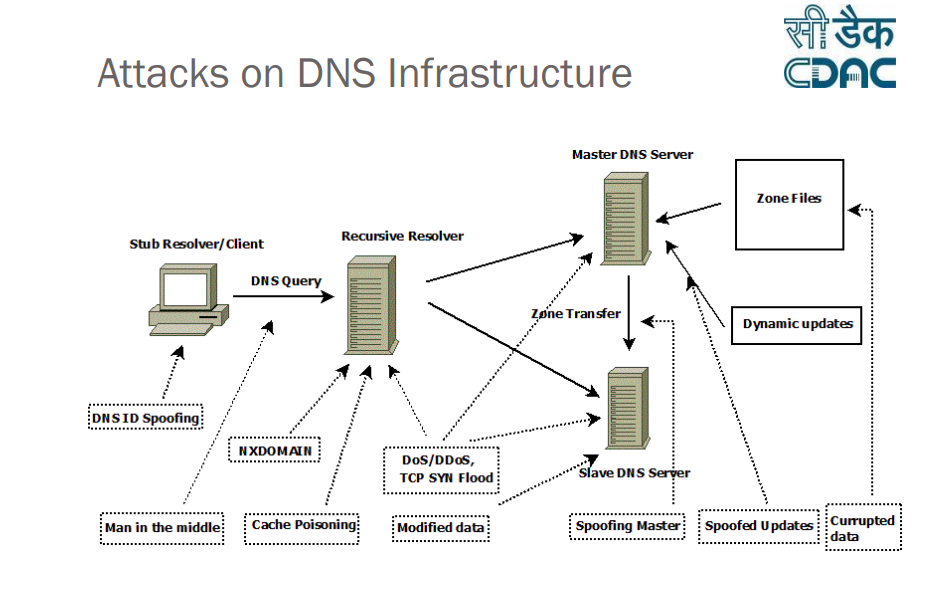 सी डैक
CDAC
Attacks on DNS Infrastructure
Master DNS Server
Zone Files
Stub Resolver/Client
Recursive Resolver
DNS Query
Zone Transfer
Dynamic updates
DNS ID Spoofing
NXDOMAIN
DoS/DDoS,
TCP SYN Flood
Slave DNS Server
Man in the middle
Cache Poisoning
Modified data
Spoofing Master
Spoofed Updates
Currupted
data